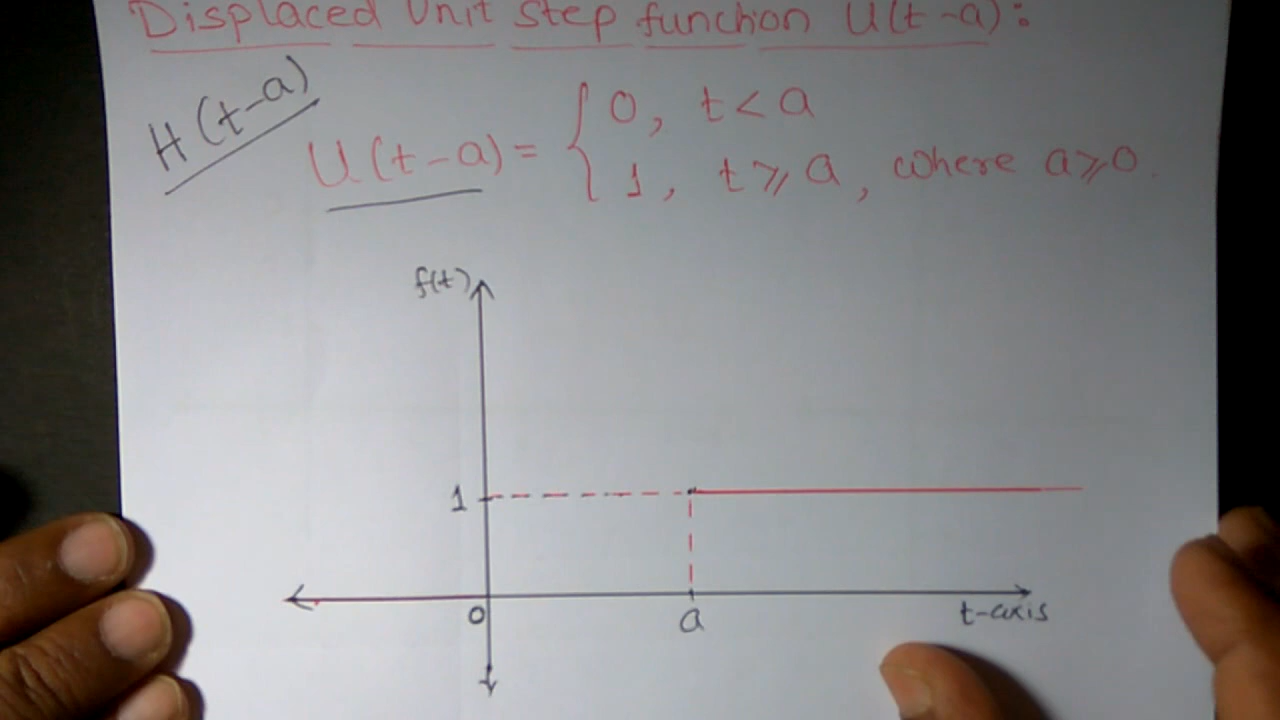 Displaced Unit Step function U(t-a):
H(t-a)
U(t-a) = { 0, t < a
1, t ⩾ a, where a ⩾ 0.
f(t)
1
0
a
t-axis